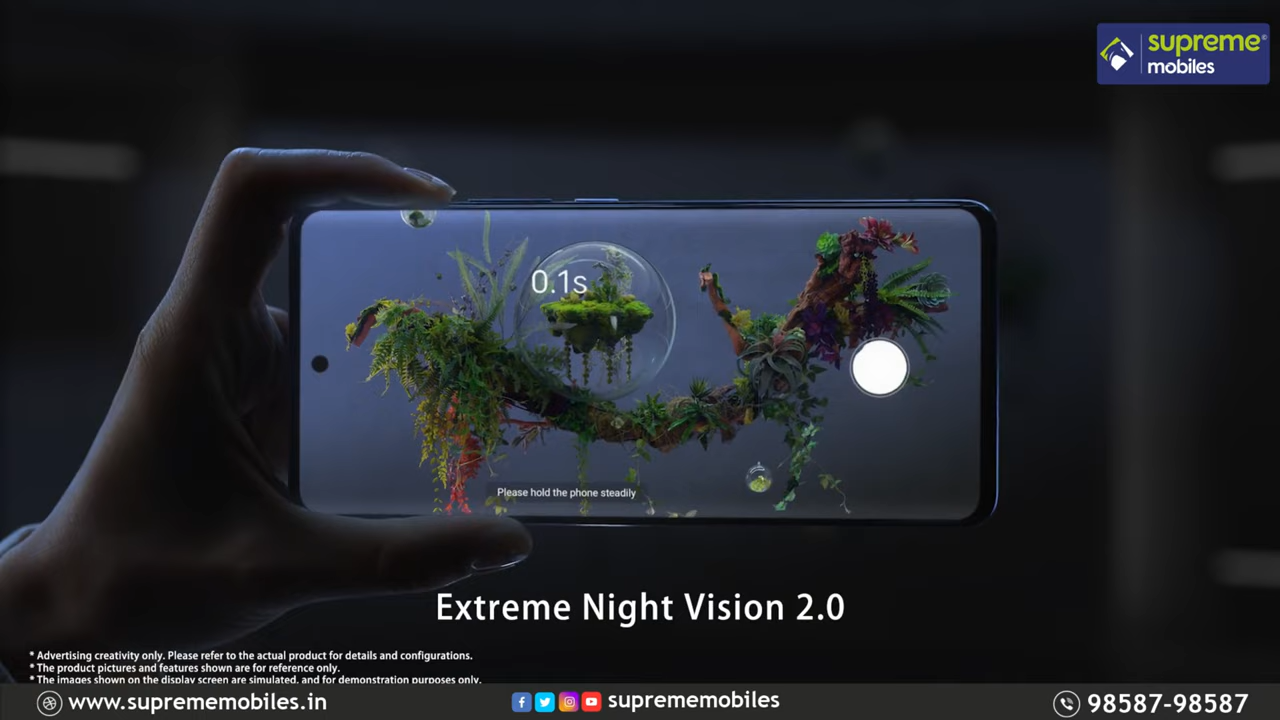 supreme©
mobiles
0.1s
Please hold the phone steadily
Extreme Night Vision 2.0
* Advertising creativity only. Please refer to the actual product for details and configurations.
* The product pictures and features shown are for reference only.
* The images shown on the display screen are simulated, and for demonstration purposes only.
www.suprememobiles.in
suprememobiles
98587-98587